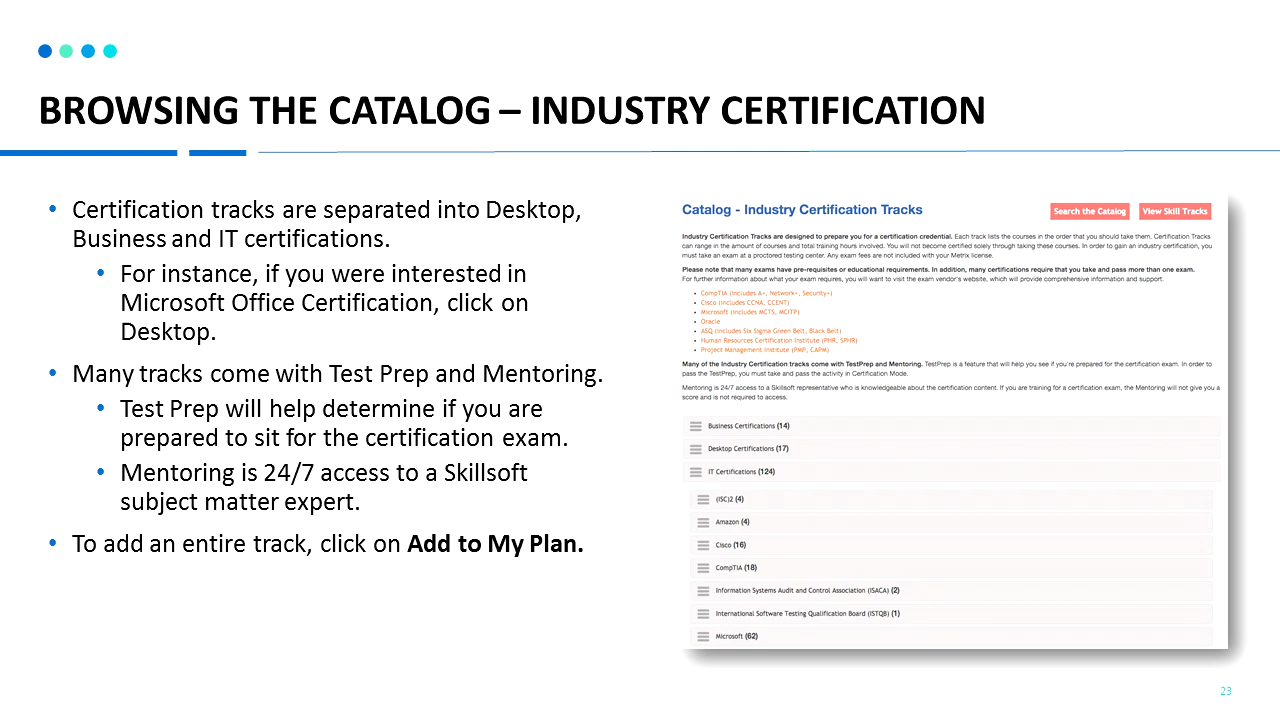 BROWSING THE CATALOG – INDUSTRY CERTIFICATION
• Certification tracks are separated into Desktop,
Business and IT certifications.
• For instance, if you were interested in
Microsoft Office Certification, click on
Desktop.
• Many tracks come with Test Prep and Mentoring.
• Test Prep will help determine if you are
prepared to sit for the certification exam.
• Mentoring is 24/7 access to a Skillsoft
subject matter expert.
• To add an entire track, click on Add to My Plan.
Catalog - Industry Certification Tracks
Search the Catalog
View Skill Tracks
Industry Certification Tracks are designed to prepare you for a certification credential. Each track lists the courses in the order that you should take them. Certification Tracks
can range in the amount of courses and total training hours involved. You will not become certified solely through taking these courses. In order to gain an industry certification, you
must take an exam at a proctored testing center. Any exam fees are not included with your Metrix license.
Please note that many exams have pre-requisites or educational requirements. In addition, many certifications require that you take and pass more than one exam.
For further information about what your exam requires, you will want to visit the exam vendor's website, which will provide comprehensive information and support.
• CompTIA (includes A+, Network+, Security+)
• Cisco (includes CCNA, CCENT)
• Microsoft (includes MCTS, MCITP)
• Oracle
• ASQ (includes Six Sigma Green Belt, Black Belt)
• Human Resources Certification Institute (PHR, SPHR)
• Project Management Institute (PMP, CAPM)
Many of the Industry Certification tracks come with TestPrep and Mentoring. TestPrep is a feature that will help you see if you're prepared for the certification exam. In order to
pass the TestPrep, you must take and pass the activity in Certification Mode.
Mentoring is 24/7 access to a Skillsoft representative who is knowledgeable about the certification content. If you are training for a certification exam, the Mentoring will not give you a
score and is not required to access.
Business Certifications (14)
Desktop Certifications (17)
IT Certifications (124)
(ISC)2 (4)
Amazon (4)
Cisco (16)
CompTIA (18)
Information Systems Audit and Control Association (ISACA) (2)
International Software Testing Qualification Board (ISTQB) (1)
Microsoft (62)
23